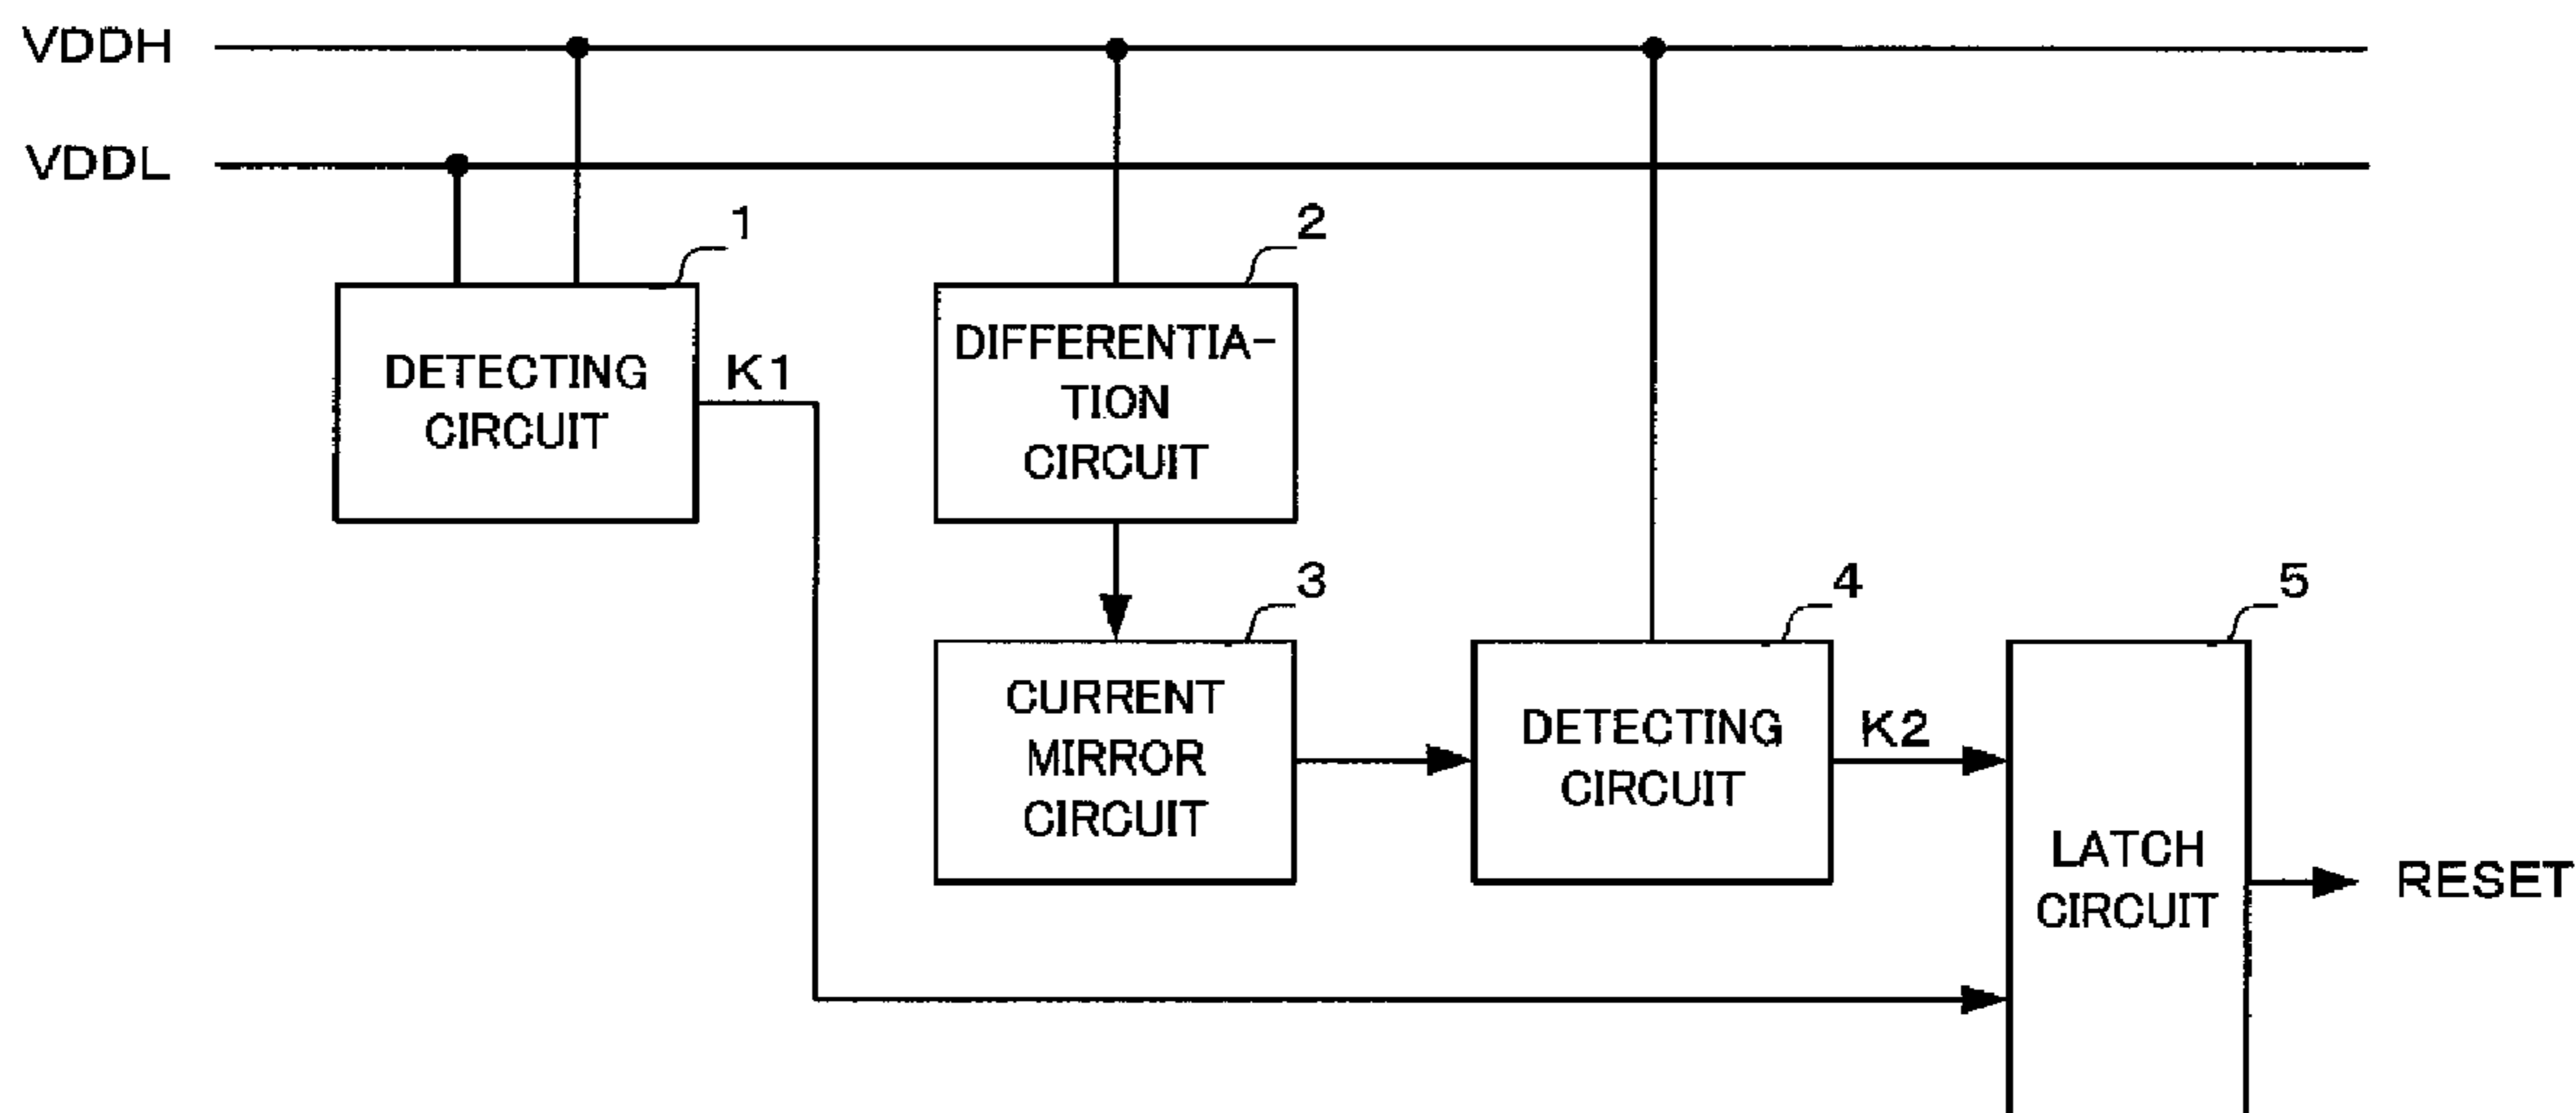 VDDH
VDDL
1
2
DETECTING
CIRCUIT
K1
DIFFERENTIA-
TION
CIRCUIT
3
4
5
CURRENT
MIRROR
CIRCUIT
DETECTING
CIRCUIT
K2
LATCH
CIRCUIT
RESET